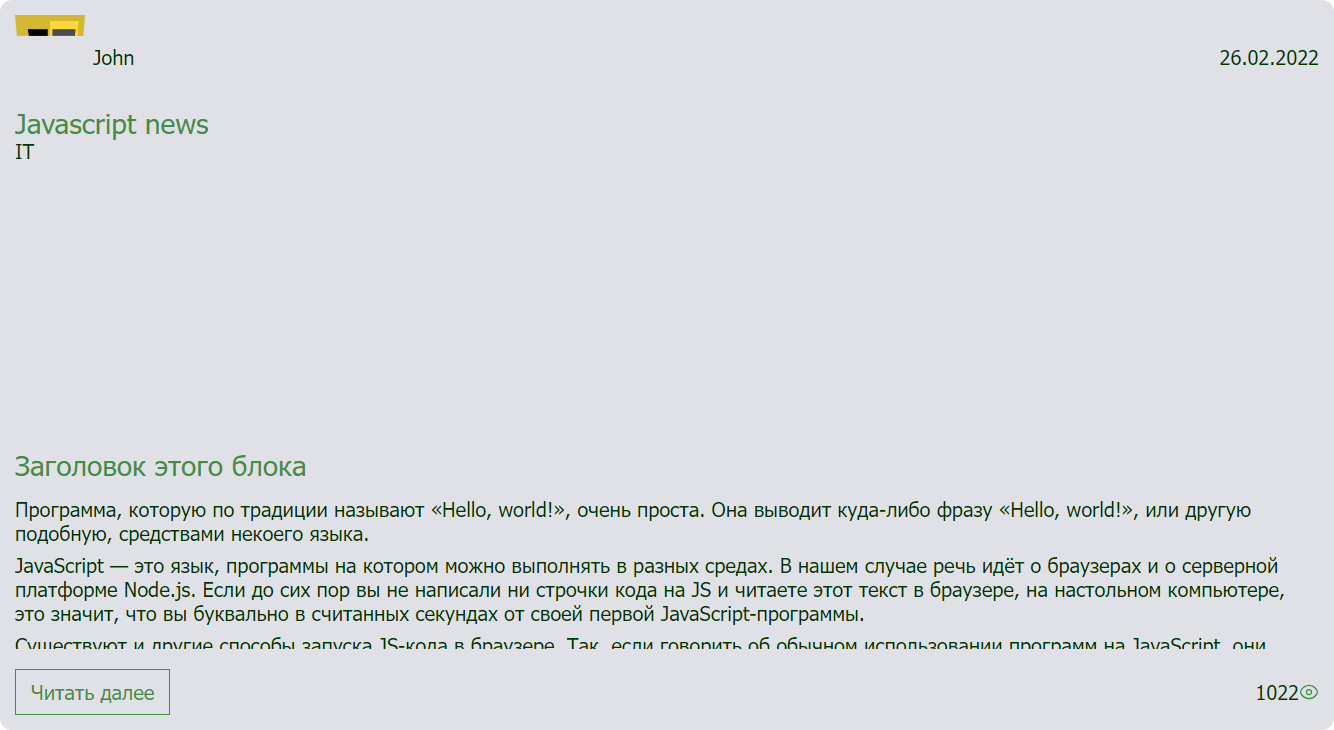 John
26.02.2022
Javascript news
IT
Заголовок этого блока
Программа, которую по традиции называют «Hello, world!», очень проста. Она выводит куда-либо фразу «Hello, world!», или другую
подобную, средствами некоего языка.
JavaScript — это язык, программы на котором можно выполнять в разных средах. В нашем случае речь идёт о браузерах и о серверной
платформе Node.js. Если до сих пор вы не написали ни строчки кода на JS и читаете этот текст в браузере, на настольном компьютере,
это значит, что вы буквально в считанных секундах от своей первой JavaScript-программы.
Существуют и другие способы запуска JS-кода в браузере. Так, если говорить об обычном использовании программ на JavaScript, они
Читать далее
1022